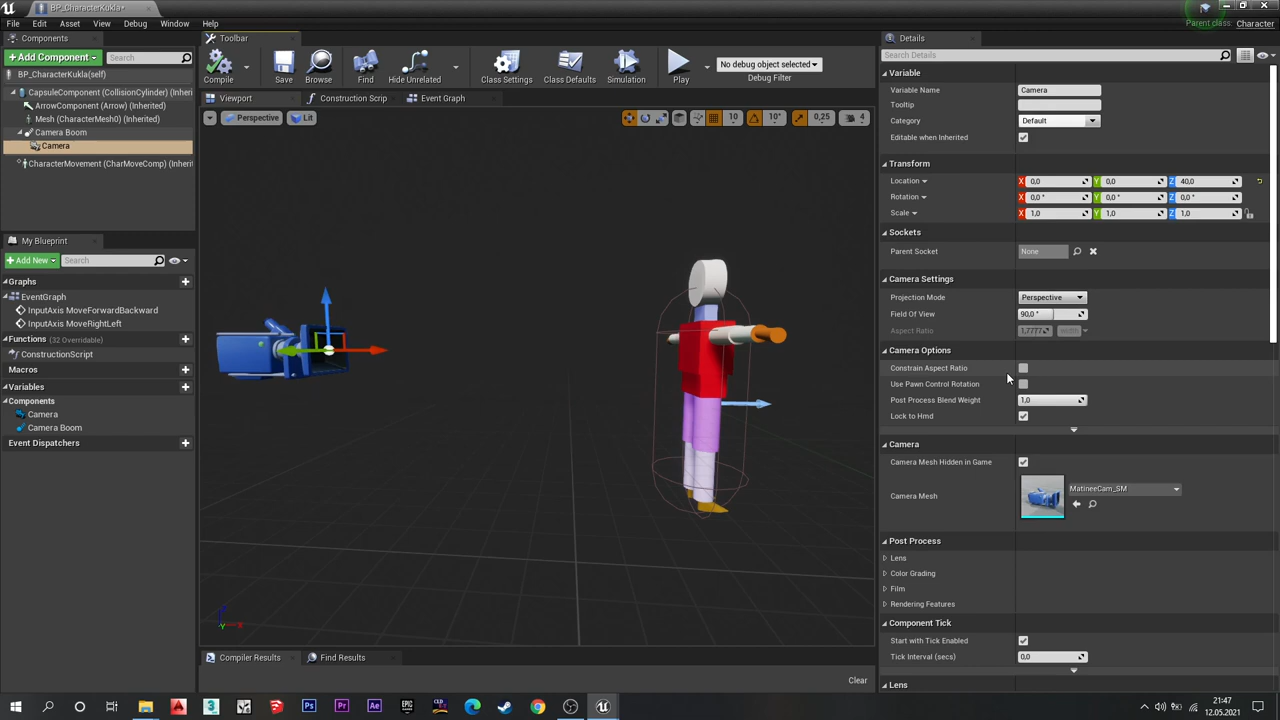 BP_CharacterKukla*
Parent class: Character
File Edit Asset View Debug Window Help
Components
+ Add Component
Search
BP_CharacterKukla(self)
CapsuleComponent (CollisionCylinder) (Inheri
ArrowComponent (Arrow) (Inherited)
Mesh (CharacterMesh0) (Inherited)
Camera Boom
Camera
CharacterMovement (CharMoveComp) (Inherit
My Blueprint
+ Add New
Search
Graphs
EventGraph
InputAxis MoveForwardBackward
InputAxis MoveRightLeft
Functions (32 Overridable)
ConstructionScript
Macros
Variables
Components
Camera
Camera Boom
Event Dispatchers
Toolbar
Compile
Save
Browse
Find
Hide Unrelated
Class Settings
Class Defaults
Simulation
Play
No debug object selected
Debug Filter
Viewport
Construction Scrip
Event Graph
Perspective
Lit
10
10°
0,25
4
Compiler Results
Find Results
Clear
Details
Search Details
Variable
Variable Name Camera
Tooltip
Category Default
Editable when Inherited
Transform
Location X 0,0 Y 0,0 Z 40,0
Rotation X 0,0 ° Y 0,0 ° Z 0,0 °
Scale X 1,0 Y 1,0 Z 1,0
Sockets
Parent Socket None
Camera Settings
Projection Mode Perspective
Field Of View 90,0 °
Aspect Ratio 1,7777
Camera Options
Constrain Aspect Ratio
Use Pawn Control Rotation
Post Process Blend Weight 1,0
Lock to Hmd
Camera
Camera Mesh Hidden in Game
Camera Mesh MatineeCam_SM
Post Process
Lens
Color Grading
Film
Rendering Features
Component Tick
Start with Tick Enabled
Tick Interval (secs) 0,0
Lens
21:47
12.05.2021